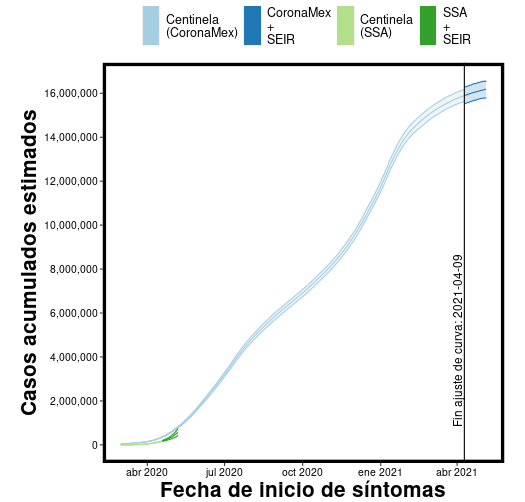 Centinela
(CoronaMex)
CoronaMex
+
SEIR
Centinela
(SSA)
SSA
+
SEIR
Casos acumulados estimados
16,000,000
14,000,000
12,000,000
10,000,000
8,000,000
6,000,000
4,000,000
2,000,000
0
Fin ajuste de curva: 2021-04-09
abr 2020
jul 2020
oct 2020
ene 2021
abr 2021
Fecha de inicio de síntomas